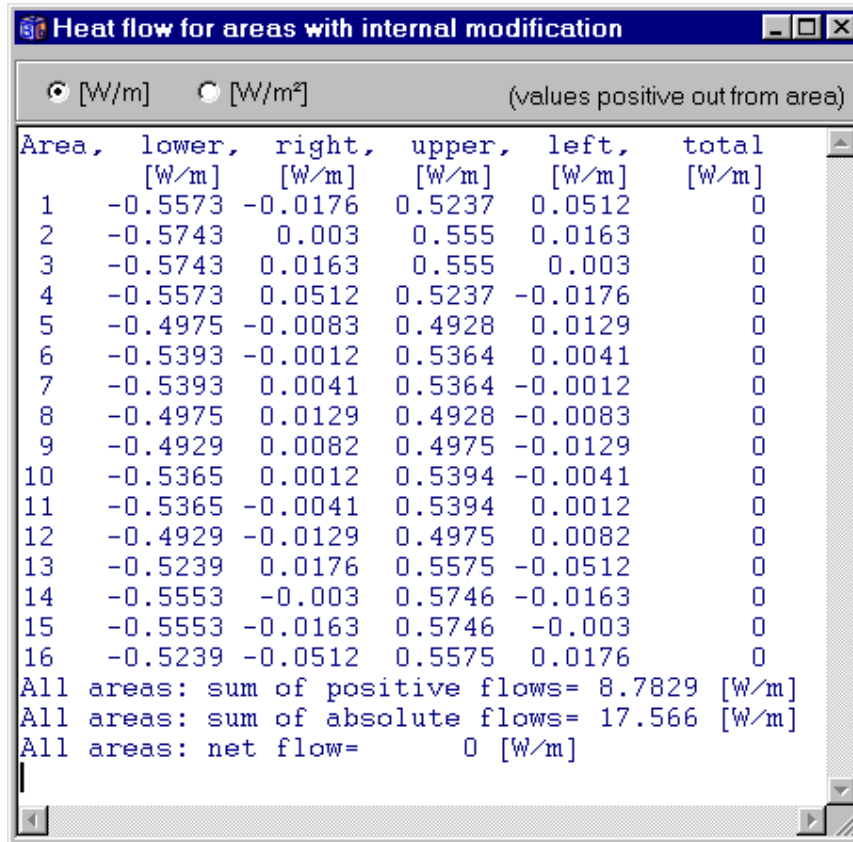 Heat flow for areas with internal modification
[W/m] [W/m²] (values positive out from area)
Area, lower, right, upper, left, total
[W/m] [W/m] [W/m] [W/m] [W/m]
1 -0.5573 -0.0176 0.5237 0.0512 0
2 -0.5743 0.003 0.555 0.0163 0
3 -0.5743 0.0163 0.555 0.003 0
4 -0.5573 0.0512 0.5237 -0.0176 0
5 -0.4975 -0.0083 0.4928 0.0129 0
6 -0.5393 -0.0012 0.5364 0.0041 0
7 -0.5393 0.0041 0.5364 -0.0012 0
8 -0.4975 0.0129 0.4928 -0.0083 0
9 -0.4929 0.0082 0.4975 -0.0129 0
10 -0.5365 0.0012 0.5394 -0.0041 0
11 -0.5365 -0.0041 0.5394 0.0012 0
12 -0.4929 -0.0129 0.4975 0.0082 0
13 -0.5239 0.0176 0.5575 -0.0512 0
14 -0.5553 -0.003 0.5746 -0.0163 0
15 -0.5553 -0.0163 0.5746 -0.003 0
16 -0.5239 -0.0512 0.5575 0.0176 0
All areas: sum of positive flows= 8.7829 [W/m]
All areas: sum of absolute flows= 17.566 [W/m]
All areas: net flow= 0 [W/m]